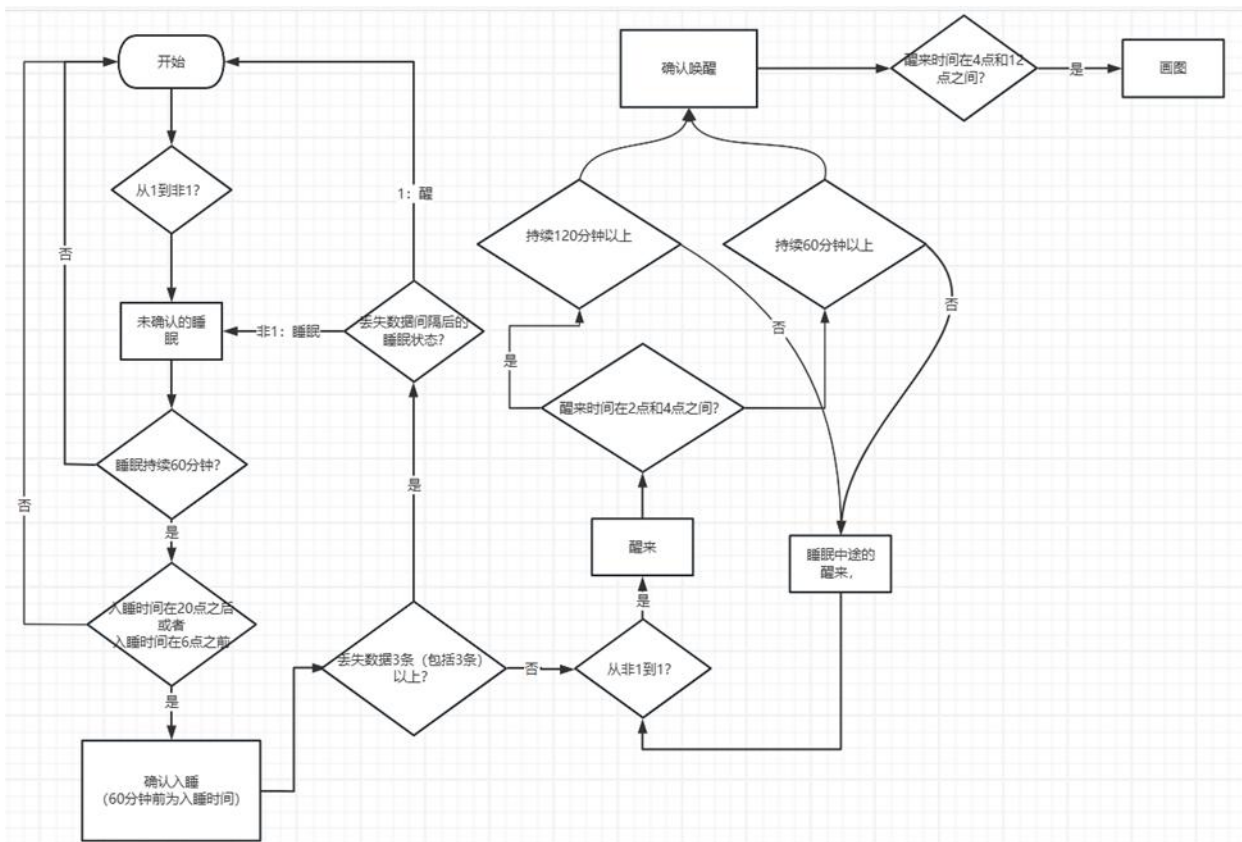 开始
从1到非1?
否
未确认的睡
眠
睡眠持续60分钟?
否
是
入睡时间在20点之后
或者
入睡时间在6点之前
是
确认入睡
(60分钟前为入睡时间)
1: 醒
丢失数据间隔后的
睡眠状态?
非1: 睡眠
是
丢失数据3条 (包括3条)
以上?
否
从非1到1?
是
醒来
醒来时间在2点和4点之间?
是
持续120分钟以上
否
持续60分钟以上
否
睡眠中途的
醒来,
确认唤醒
醒来时间在4点和12
点之间?
是
画图